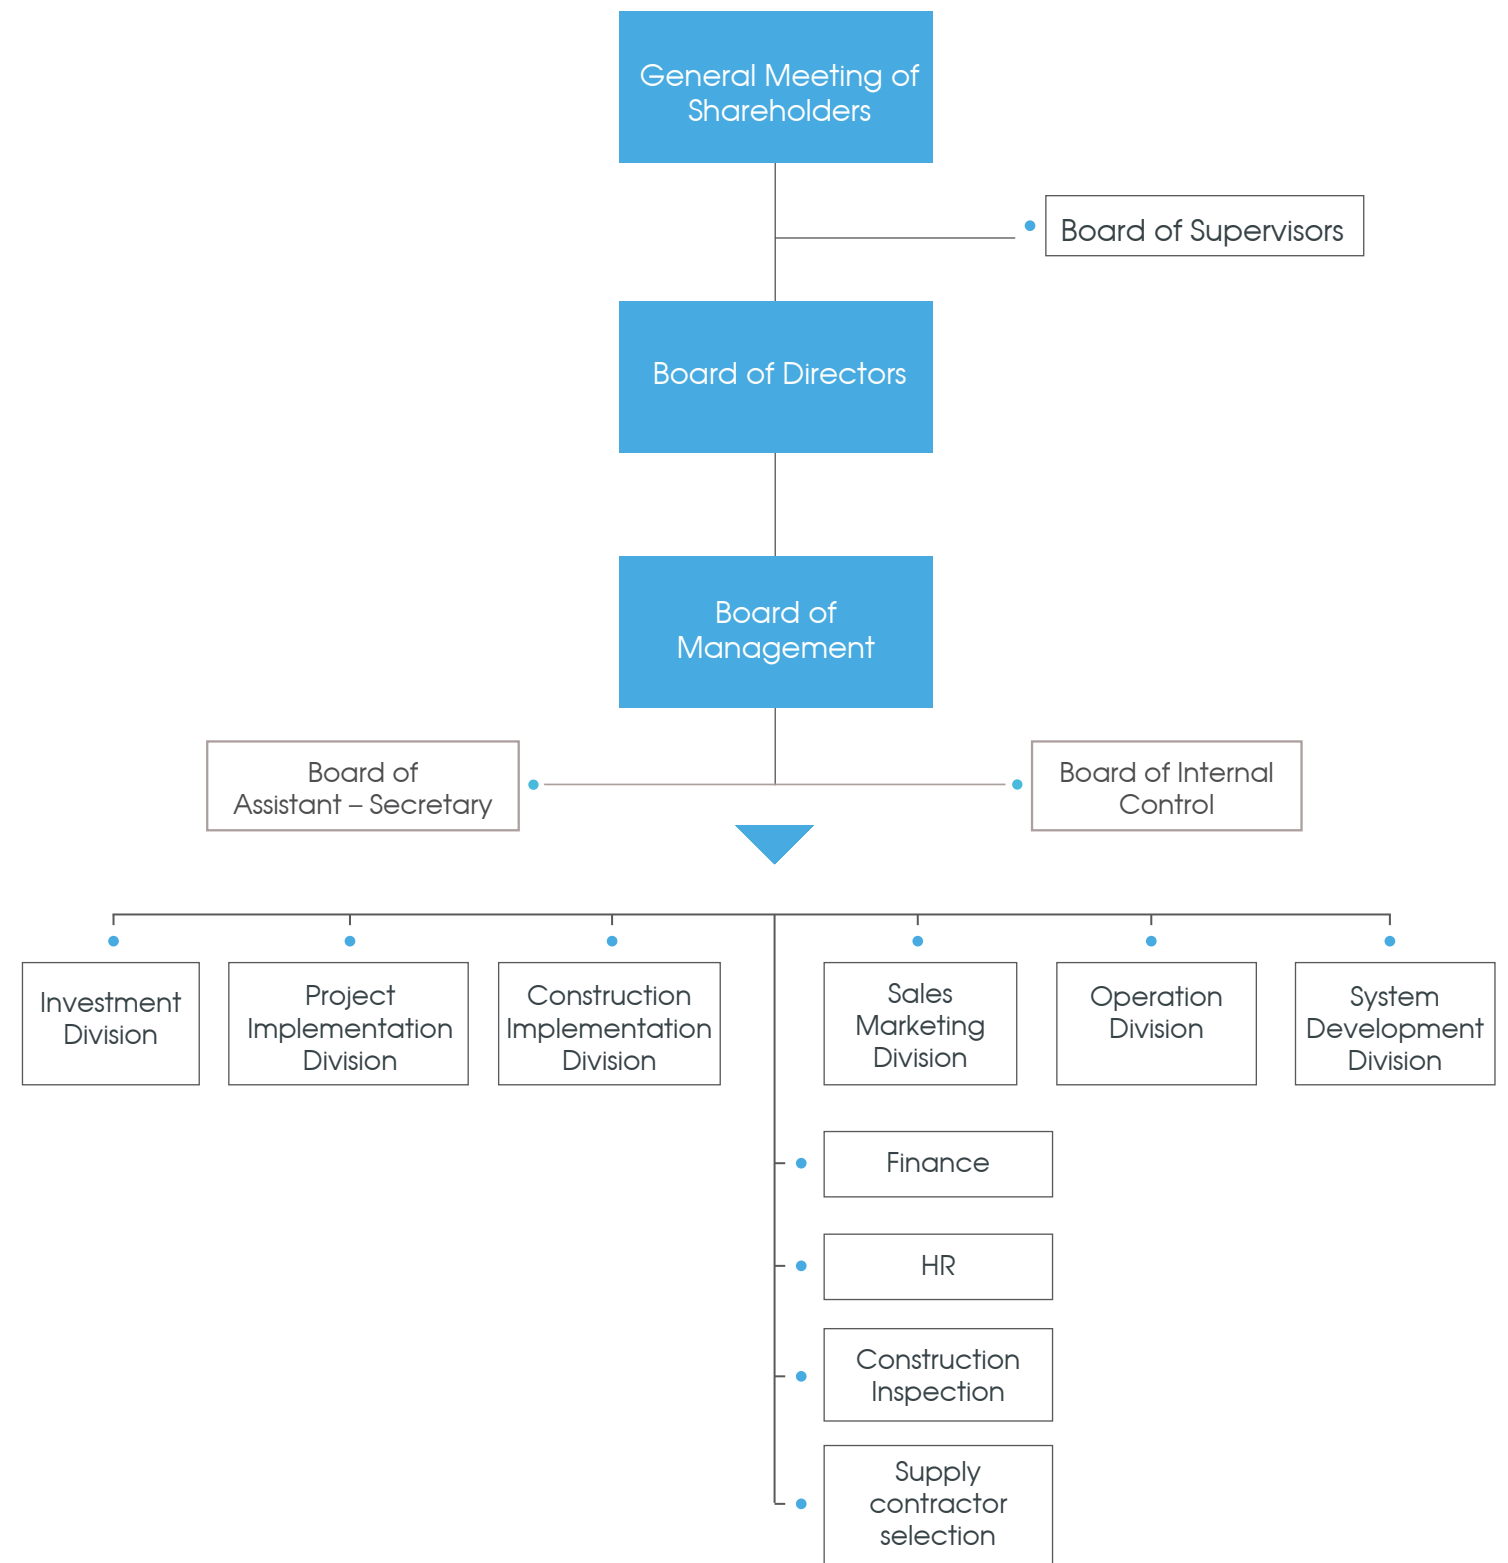 General Meeting of
Shareholders
Board of Supervisors
Board of Directors
Board of
Management
Board of
Assistant – Secretary
Board of Internal
Control
Investment
Division
Project
Implementation
Division
Construction
Implementation
Division
Sales
Marketing
Division
Operation
Division
System
Development
Division
Finance
HR
Construction
Inspection
Supply
contractor
selection